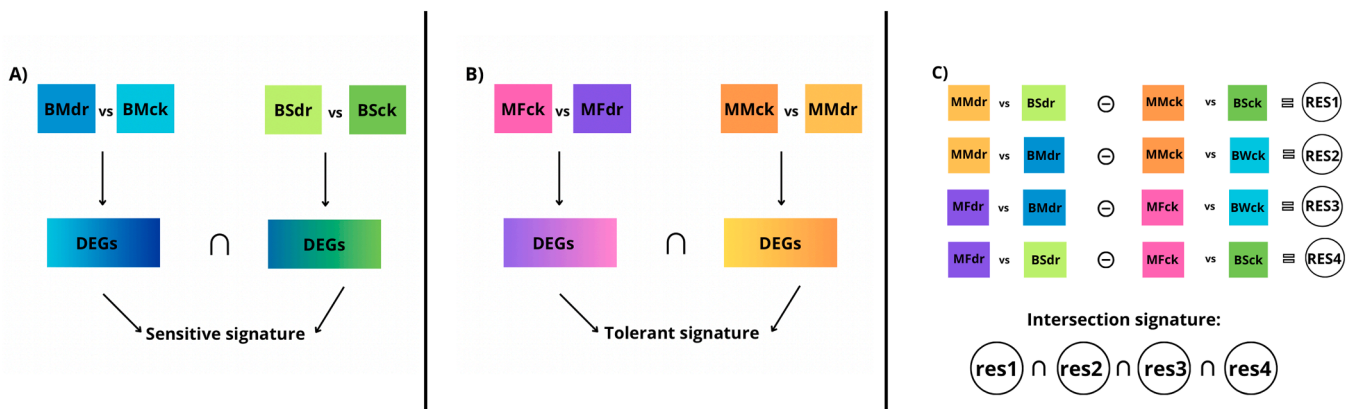 A)
BMdr vs BMck
BSdr vs BSck
DEGs ∩ DEGs
Sensitive signature
B)
MFck vs MFdr
MMck vs MMdr
DEGs ∩ DEGs
Tolerant signature
C)
MMdr vs BSdr ⊖ MMck vs BSck = RES1
MMdr vs BMdr ⊖ MMck vs BWck = RES2
MFdr vs BMdr ⊖ MFck vs BWck = RES3
MFdr vs BSdr ⊖ MFck vs BSck = RES4
Intersection signature:
res1 ∩ res2 ∩ res3 ∩ res4